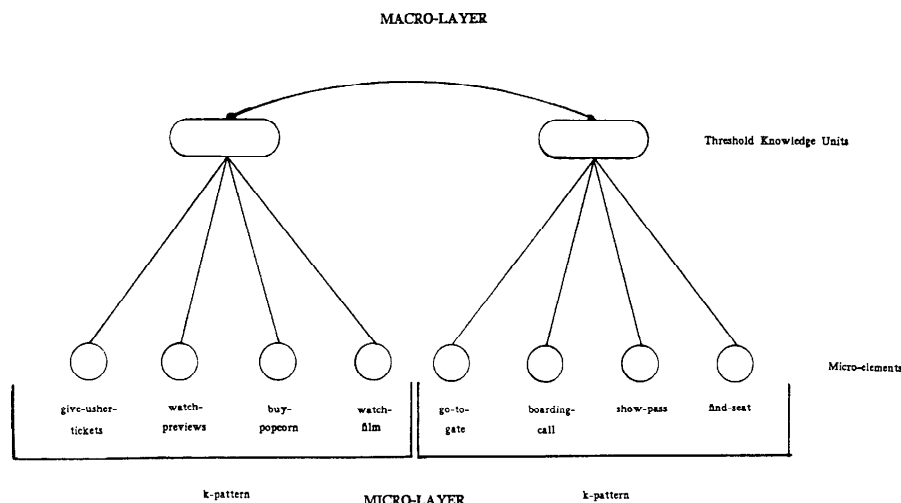 MACRO-LAYER
Threshold Knowledge Units
Micro-elements
give-usher-
tickets
watch-
previews
buy-
popcorn
watch-
film
go-to-
gate
boarding-
call
show-pass
find-seat
k-pattern
MICRO-LAYER
k-pattern